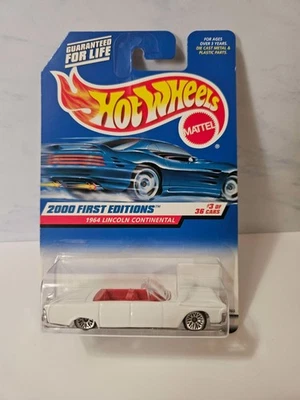 GUARANTEED
FOR LIFE
FOR AGES
OVER 3 YEARS
DIE CAST METAL &
PLASTIC PARTS.
Hot Wheels
MATTEL
2000 FIRST EDITIONS™
#3 OF
36 CARS
1964 LINCOLN CONTINENTAL